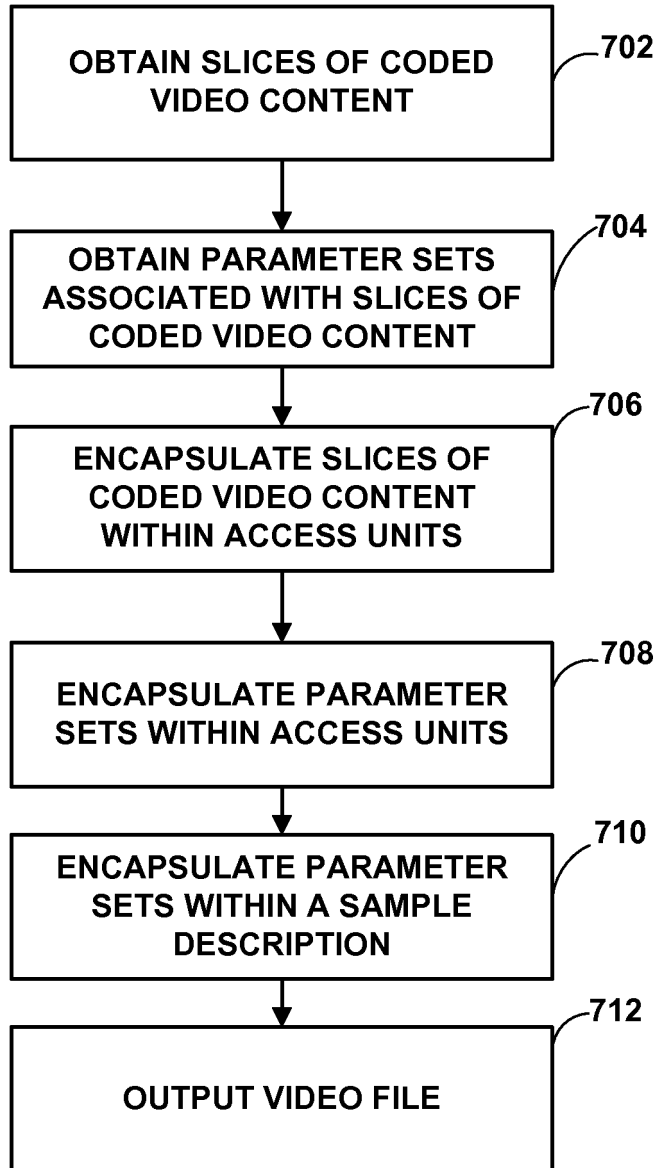 OBTAIN SLICES OF CODED
VIDEO CONTENT
702
OBTAIN PARAMETER SETS
ASSOCIATED WITH SLICES OF
CODED VIDEO CONTENT
704
ENCAPSULATE SLICES OF
CODED VIDEO CONTENT
WITHIN ACCESS UNITS
706
ENCAPSULATE PARAMETER
SETS WITHIN ACCESS UNITS
708
ENCAPSULATE PARAMETER
SETS WITHIN A SAMPLE
DESCRIPTION
710
OUTPUT VIDEO FILE
712